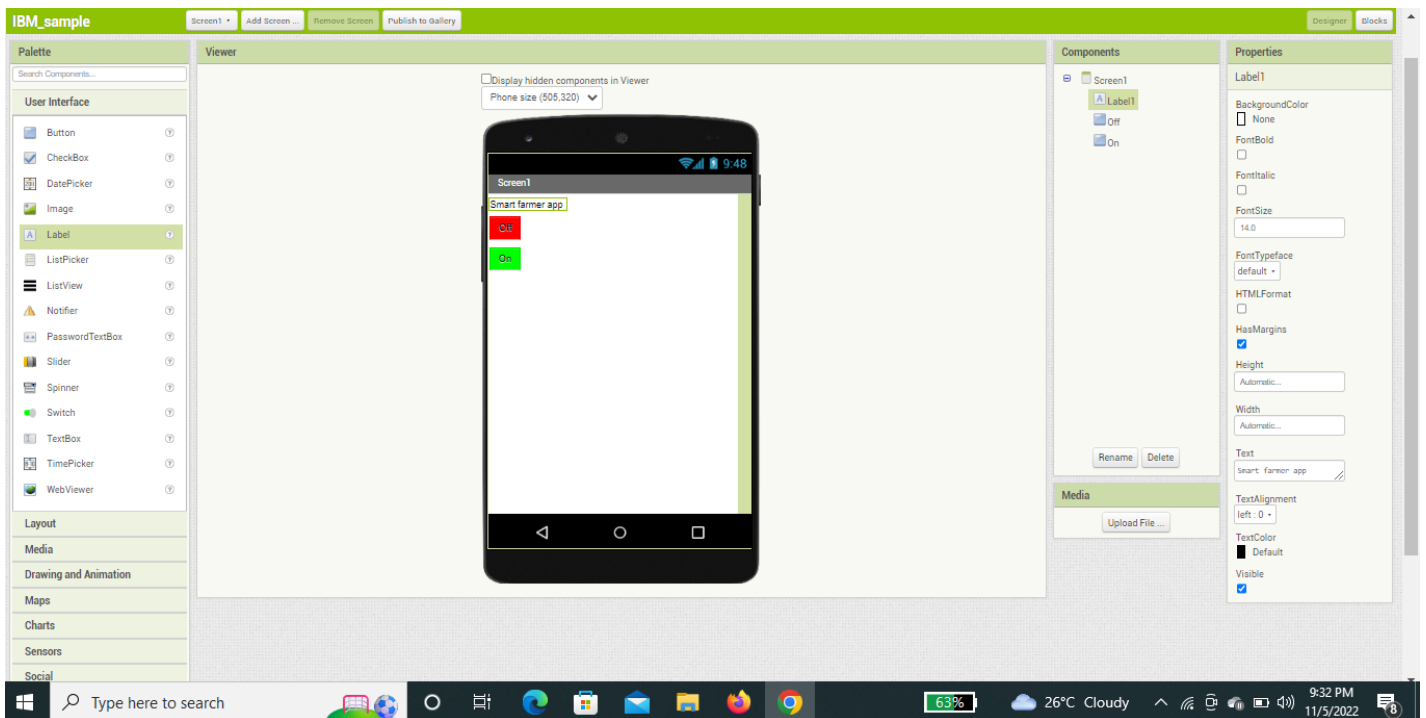 IBM_sample
Screen1
Add Screen ...
Remove Screen
Publish to Gallery
Designer
Blocks
Palette
Search Components...
User Interface
Button
CheckBox
DatePicker
Image
Label
ListPicker
ListView
Notifier
PasswordTextBox
Slider
Spinner
Switch
TextBox
TimePicker
WebViewer
Layout
Media
Drawing and Animation
Maps
Charts
Sensors
Social
Viewer
Display hidden components in Viewer
Phone size (505,320)
9:48
Screen1
Smart farmer app
Off
On
Components
Screen1
Label1
Off
On
Rename
Delete
Media
Upload File ...
Properties
Label1
BackgroundColor
None
FontBold
FontItalic
FontSize
14.0
FontTypeface
default
HTMLFormat
HasMargins
Height
Automatic...
Width
Automatic...
Text
Smart farmer app
TextAlignment
left : 0
TextColor
Default
Visible
Type here to search
63%
26°C Cloudy
9:32 PM
11/5/2022
8